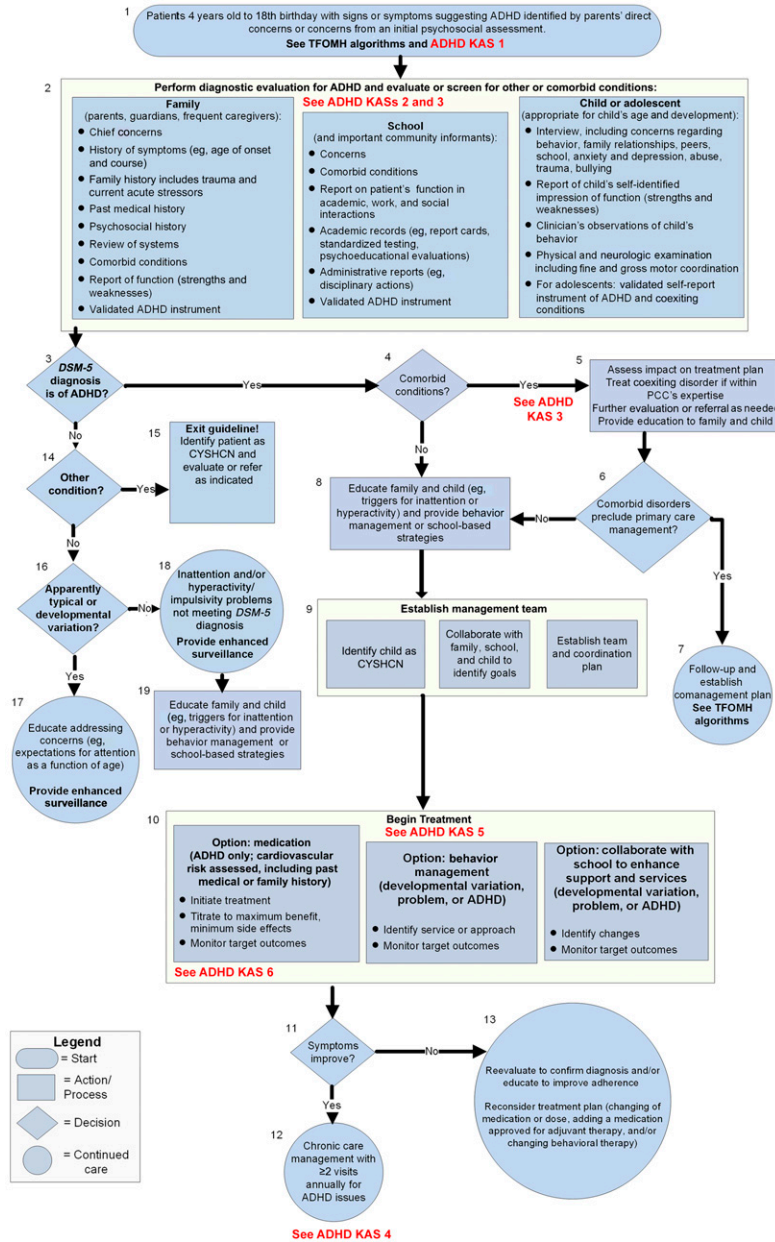 1
Patients 4 years old to 18th birthday with signs or symptoms suggesting ADHD identified by parents' direct
concerns or concerns from an initial psychosocial assessment.
See TFOMH algorithms and ADHD KAS 1
2
Perform diagnostic evaluation for ADHD and evaluate or screen for other or comorbid conditions:
See ADHD KASs 2 and 3
Family
(parents, guardians, frequent caregivers):
● Chief concerns
● History of symptoms (eg, age of onset
and course)
● Family history includes trauma and
current acute stressors
● Past medical history
● Psychosocial history
● Review of systems
● Comorbid conditions
● Report of function (strengths and
weaknesses)
● Validated ADHD instrument
School
(and important community informants)
● Concerns
● Comorbid conditions
● Report on patient's function in
academic, work, and social
interactions
● Academic records (eg, report cards,
standardized testing,
psychoeducational evaluations)
● Administrative reports (eg,
disciplinary actions)
● Validated ADHD instrument
Child or adolescent
(appropriate for child's age and development):
● Interview, including concerns regarding
behavior, family relationships, peers,
school, anxiety and depression, abuse,
trauma, bullying
● Report of child's self-identified
impression of function (strengths and
weaknesses)
● Clinician's observations of child's
behavior
● Physical and neurologic examination
including fine and gross motor coordination
● For adolescents: validated self-report
instrument of ADHD and coexiting
conditions
3
DSM-5
diagnosis
is of ADHD?
Yes
No
4
Comorbid
conditions?
Yes
See ADHD
KAS 3
No
5
Assess impact on treatment plan
Treat coexisting disorder if within
PCC's expertise
Further evaluation or referral as needed
Provide education to family and child
6
Comorbid disorders
preclude primary care
management?
No
Yes
7
Follow-up and
establish
comanagement plan
See TFOMH
algorithms
8
Educate family and child (eg,
triggers for inattention or
hyperactivity) and provide behavior
management or school-based
strategies
14
Other
condition?
Yes
No
15
Exit guideline!
Identify patient as
CYSHCN and
evaluate or refer
as indicated
16
Apparently
typical or
developmental
variation?
No
Yes
18
Inattention and/or
hyperactivity/
impulsivity problems
not meeting DSM-5
diagnosis
Provide enhanced
surveillance
19
Educate family and child
(eg, triggers for inattention
or hyperactivity) and provide
behavior management or
school-based strategies
17
Educate addressing
concerns (eg,
expectations for attention
as a function of age)
Provide enhanced
surveillance
9
Establish management team
Identify child as
CYSHCN
Collaborate with
family, school,
and child to
identify goals
Establish team
and coordination
plan
10
Begin Treatment
See ADHD KAS 5
Option: medication
(ADHD only; cardiovascular
risk assessed, including past
medical or family history)
● Initiate treatment
● Titrate to maximum benefit,
minimum side effects
● Monitor target outcomes
See ADHD KAS 6
Option: behavior
management
(developmental variation,
problem, or ADHD)
● Identify service or approach
● Monitor target outcomes
Option: collaborate with
school to enhance
support and services
(developmental variation,
problem, or ADHD)
● Identify changes
● Monitor target outcomes
11
Symptoms
improve?
No
Yes
13
Reevaluate to confirm diagnosis and/or
educate to improve adherence
Reconsider treatment plan (changing of
medication or dose, adding a medication
approved for adjuvant therapy, and/or
changing behavioral therapy)
12
Chronic care
management with
≥2 visits
annually for
ADHD issues
See ADHD KAS 4
Legend
= Start
= Action/
Process
= Decision
= Continued
care